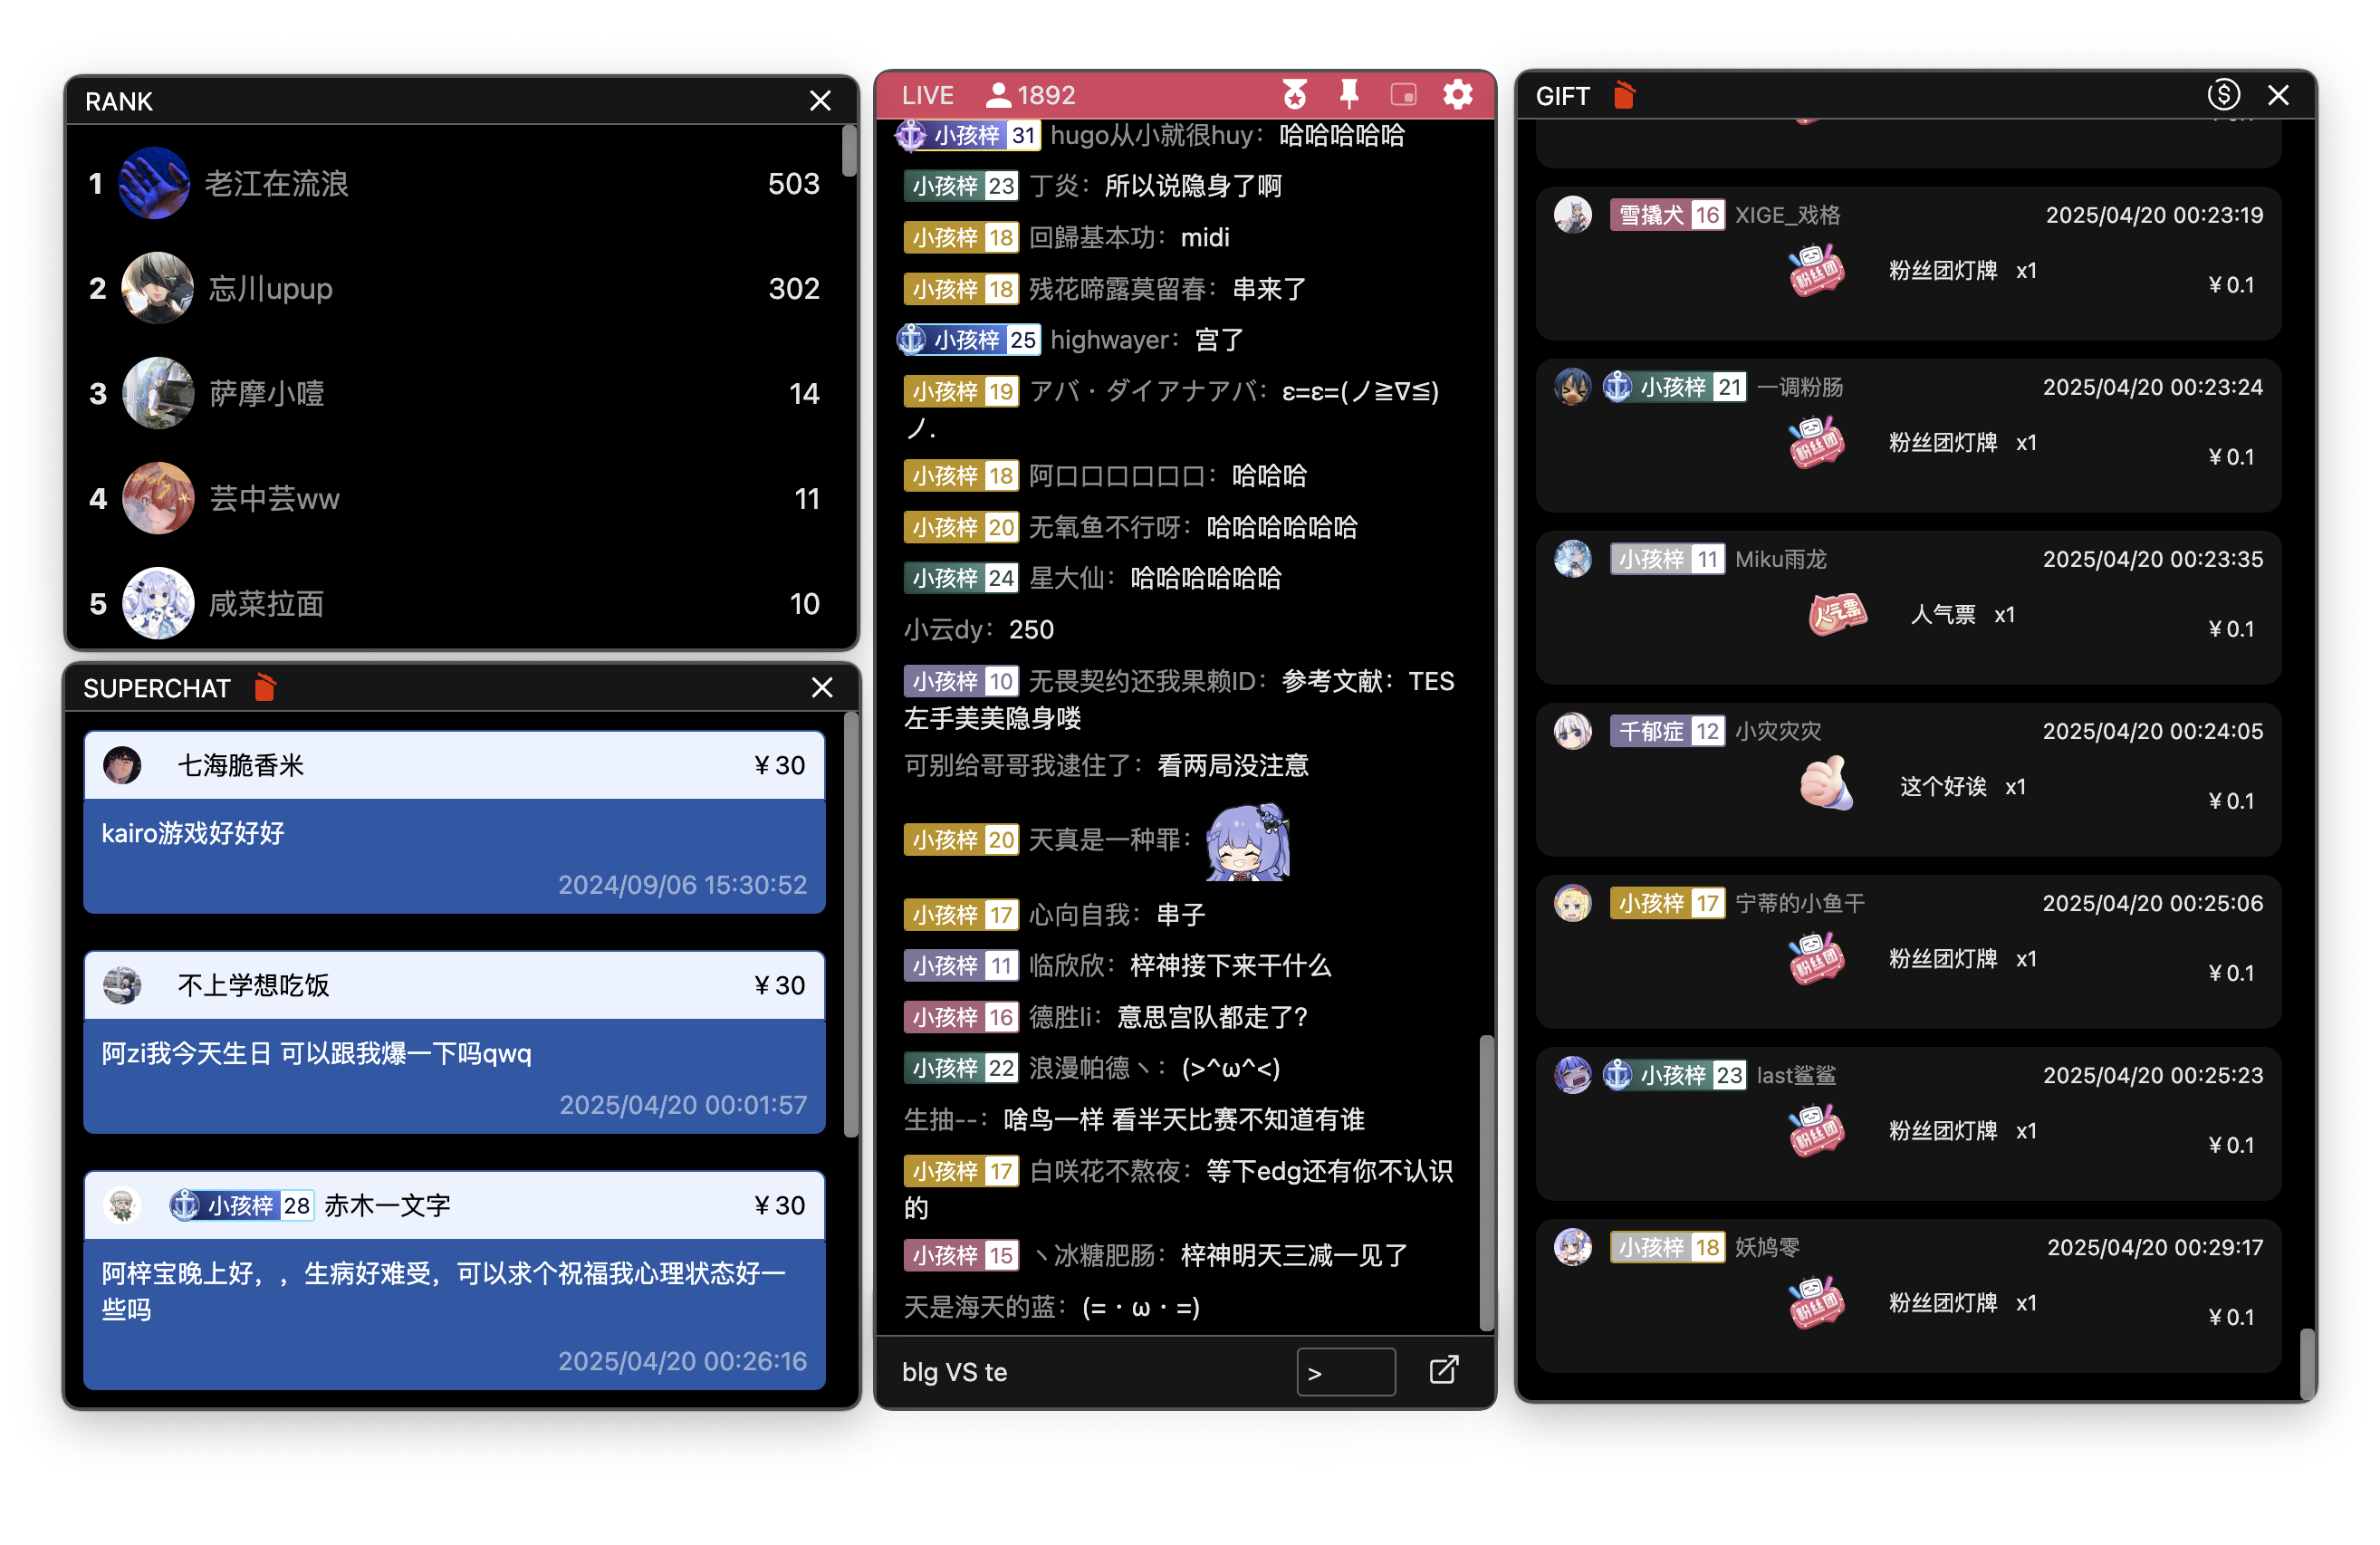 RANK
1 老江在流浪 503
2 忘川upup 302
3 萨摩小噎 14
4 芸中芸ww 11
5 咸菜拉面 10
SUPERCHAT
七海脆香米 ¥30
kairo游戏好好好
2024/09/06 15:30:52
不上学想吃饭 ¥30
阿zi我今天生日 可以跟我爆一下吗qwq
2025/04/20 00:01:57
小孩梓 28 赤木一文字 ¥30
阿梓宝晚上好，，生病好难受，可以求个祝福我心理状态好一
些吗
2025/04/20 00:26:16
LIVE 1892
小孩梓 31 hugo从小就很huy：哈哈哈哈哈
小孩梓 23 丁炎：所以说隐身了啊
小孩梓 18 回歸基本功：midi
小孩梓 18 残花啼露莫留春：串来了
小孩梓 25 highwayer：宫了
小孩梓 19 アバ・ダイアナアバ：ε=ε=(ノ≧∇≦)
ノ.
小孩梓 18 阿口口口口口口：哈哈哈
小孩梓 20 无氧鱼不行呀：哈哈哈哈哈哈
小孩梓 24 星大仙：哈哈哈哈哈哈
小云dy：250
小孩梓 10 无畏契约还我果赖ID：参考文献：TES
左手美美隐身喽
可别给哥哥我逮住了：看两局没注意
小孩梓 20 天真是一种罪：
小孩梓 17 心向自我：串子
小孩梓 11 临欣欣：梓神接下来干什么
小孩梓 16 德胜li：意思宫队都走了?
小孩梓 22 浪漫帕德丶：(>^ω^<)
生抽--：啥鸟一样 看半天比赛不知道有谁
小孩梓 17 白咲花不熬夜：等下edg还有你不认识
的
小孩梓 15 丶冰糖肥肠：梓神明天三减一见了
天是海天的蓝：(=・ω・=)
blg VS te
>
GIFT
雪撬犬 16 XIGE_戏格 2025/04/20 00:23:19
粉丝团
粉丝团灯牌 x1
¥0.1
小孩梓 21 一调粉肠 2025/04/20 00:23:24
粉丝团
粉丝团灯牌 x1
¥0.1
小孩梓 11 Miku雨龙 2025/04/20 00:23:35
人气票
人气票 x1
¥0.1
千郁症 12 小灾灾灾 2025/04/20 00:24:05
这个好诶 x1
¥0.1
小孩梓 17 宁蒂的小鱼干 2025/04/20 00:25:06
粉丝团
粉丝团灯牌 x1
¥0.1
小孩梓 23 last鲨鲨 2025/04/20 00:25:23
粉丝团
粉丝团灯牌 x1
¥0.1
小孩梓 18 妖鸠零 2025/04/20 00:29:17
粉丝团
粉丝团灯牌 x1
¥0.1